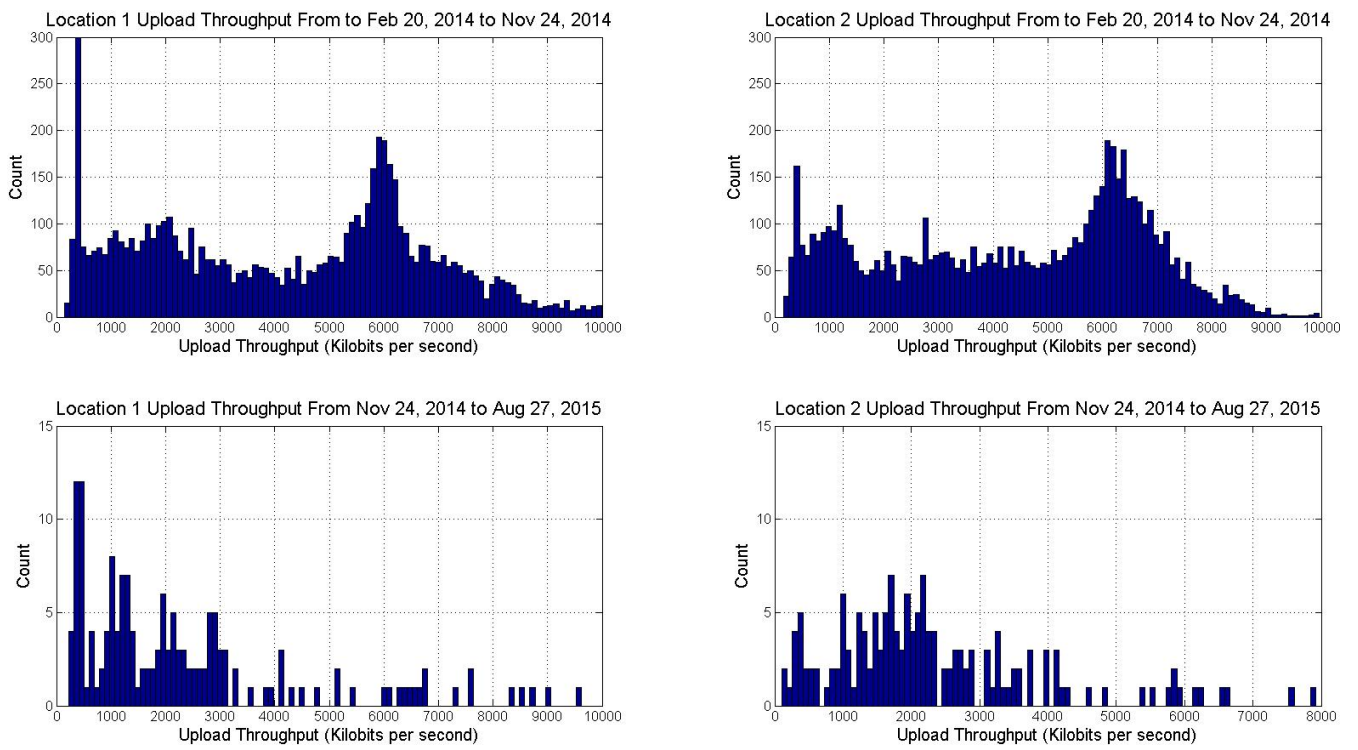 Location 1 Upload Throughput From to Feb 20, 2014 to Nov 24, 2014
300
250
200
150
100
50
0
Count
0 1000 2000 3000 4000 5000 6000 7000 8000 9000 10000
Upload Throughput (Kilobits per second)
Location 2 Upload Throughput From to Feb 20, 2014 to Nov 24, 2014
300
250
200
150
100
50
0
Count
0 1000 2000 3000 4000 5000 6000 7000 8000 9000 10000
Upload Throughput (Kilobits per second)
Location 1 Upload Throughput From Nov 24, 2014 to Aug 27, 2015
15
10
5
0
Count
0 1000 2000 3000 4000 5000 6000 7000 8000 9000 10000
Upload Throughput (Kilobits per second)
Location 2 Upload Throughput From Nov 24, 2014 to Aug 27, 2015
15
10
5
0
Count
0 1000 2000 3000 4000 5000 6000 7000 8000
Upload Throughput (Kilobits per second)